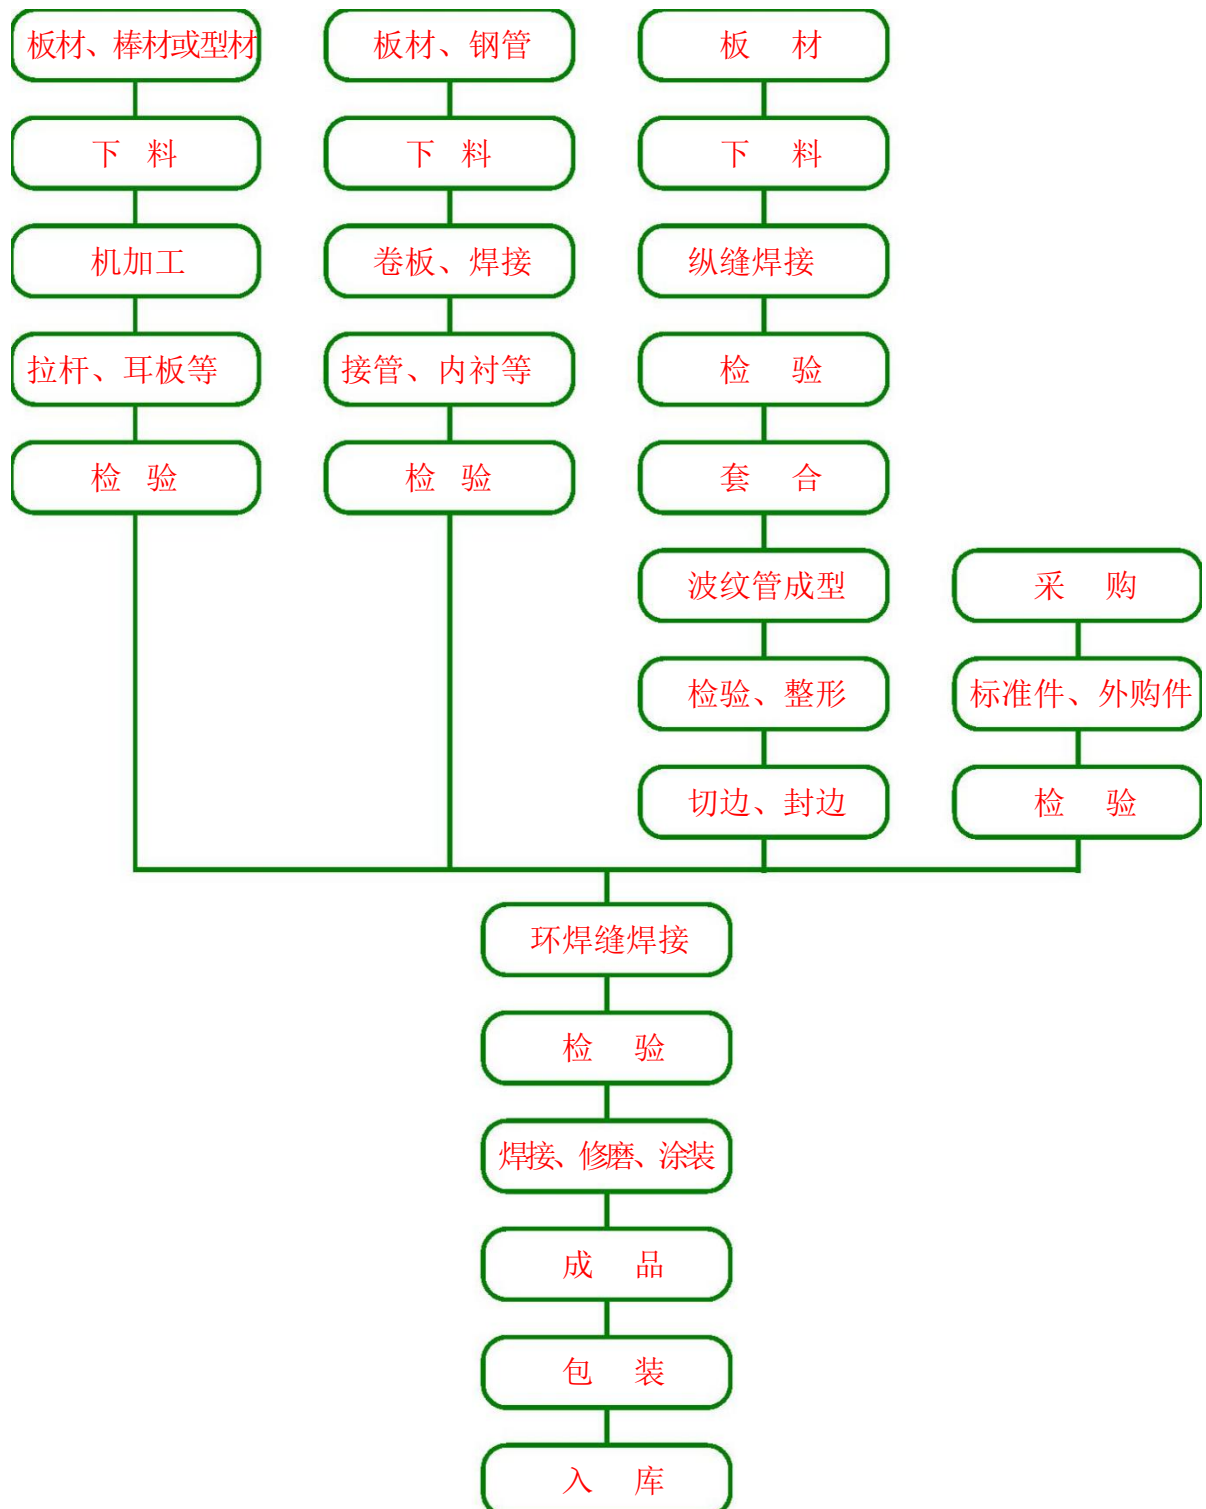 板材、棒材或型材
板材、钢管
板 材
下 料
下 料
下 料
机加工
卷板、焊接
纵缝焊接
拉杆、耳板等
接管、内衬等
检 验
检 验
检 验
套 合
波纹管成型
采 购
检验、整形
标准件、外购件
切边、封边
检 验
环焊缝焊接
检 验
焊接、修磨、涂装
成 品
包 装
入 库